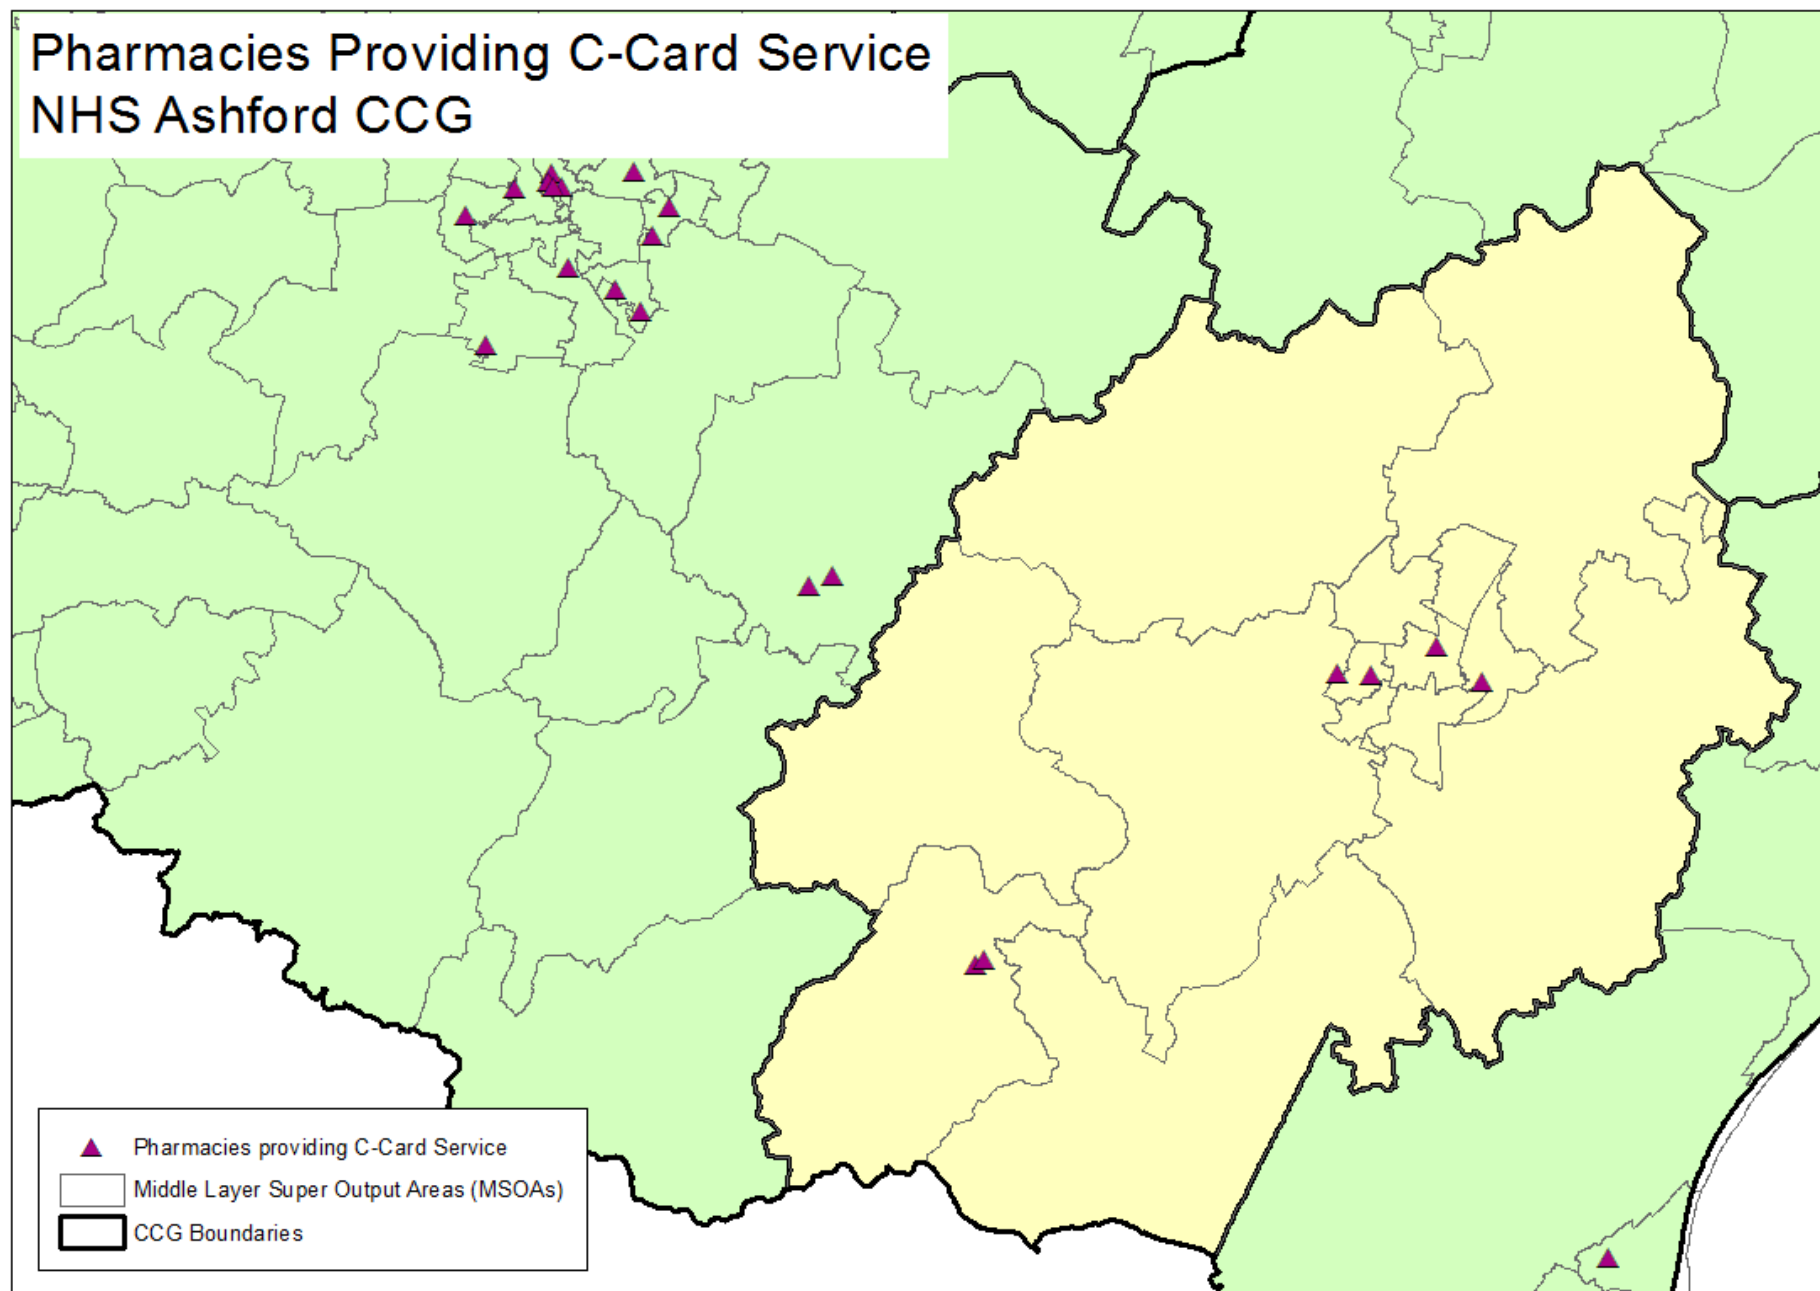 Pharmacies Providing C-Card Service
NHS Ashford CCG
Pharmacies providing C-Card Service
Middle Layer Super Output Areas (MSOAs)
CCG Boundaries